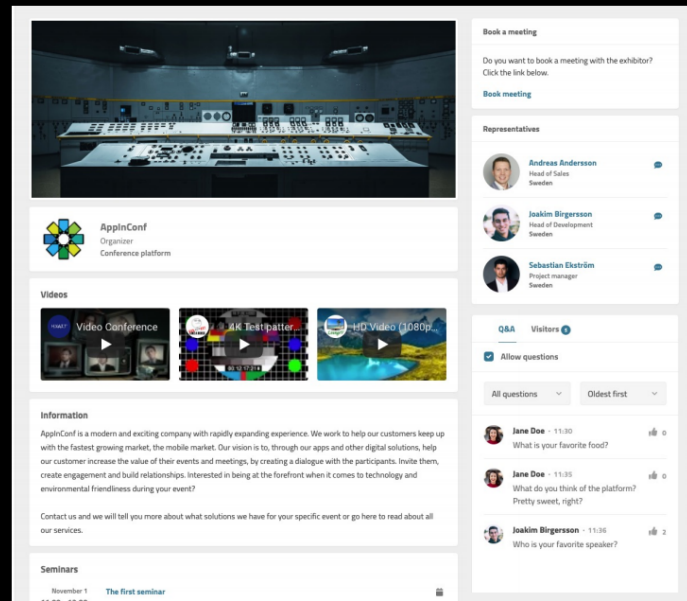 AppInConf
Organizer
Conference platform
Videos
Video Conference
4K Test patter...
HD Video (1080p...
Information
AppInConf is a modern and exciting company with rapidly expanding experience. We work to help our customers keep up
with the fastest growing market, the mobile market. Our vision is to, through our apps and other digital solutions, help
our customer increase the value of their events and meetings, by creating a dialogue with the participants. Invite them,
create engagement and build relationships. Interested in being at the forefront when it comes to technology and
environmental friendliness during your event?
Contact us and we will tell you more about what solutions we have for your specific event or go here to read about all
our services.
Seminars
November 1
The first seminar
Book a meeting
Do you want to book a meeting with the exhibitor?
Click the link below.
Book meeting
Representatives
Andreas Andersson
Head of Sales
Sweden
Joakim Birgersson
Head of Development
Sweden
Sebastian Ekström
Project manager
Sweden
Q&A
Visitors
Allow questions
All questions
Oldest first
Jane Doe · 11:30
0
What is your favorite food?
Jane Doe · 11:35
0
What do you think of the platform?
Pretty sweet, right?
Joakim Birgersson · 11:36
2
Who is your favorite speaker?